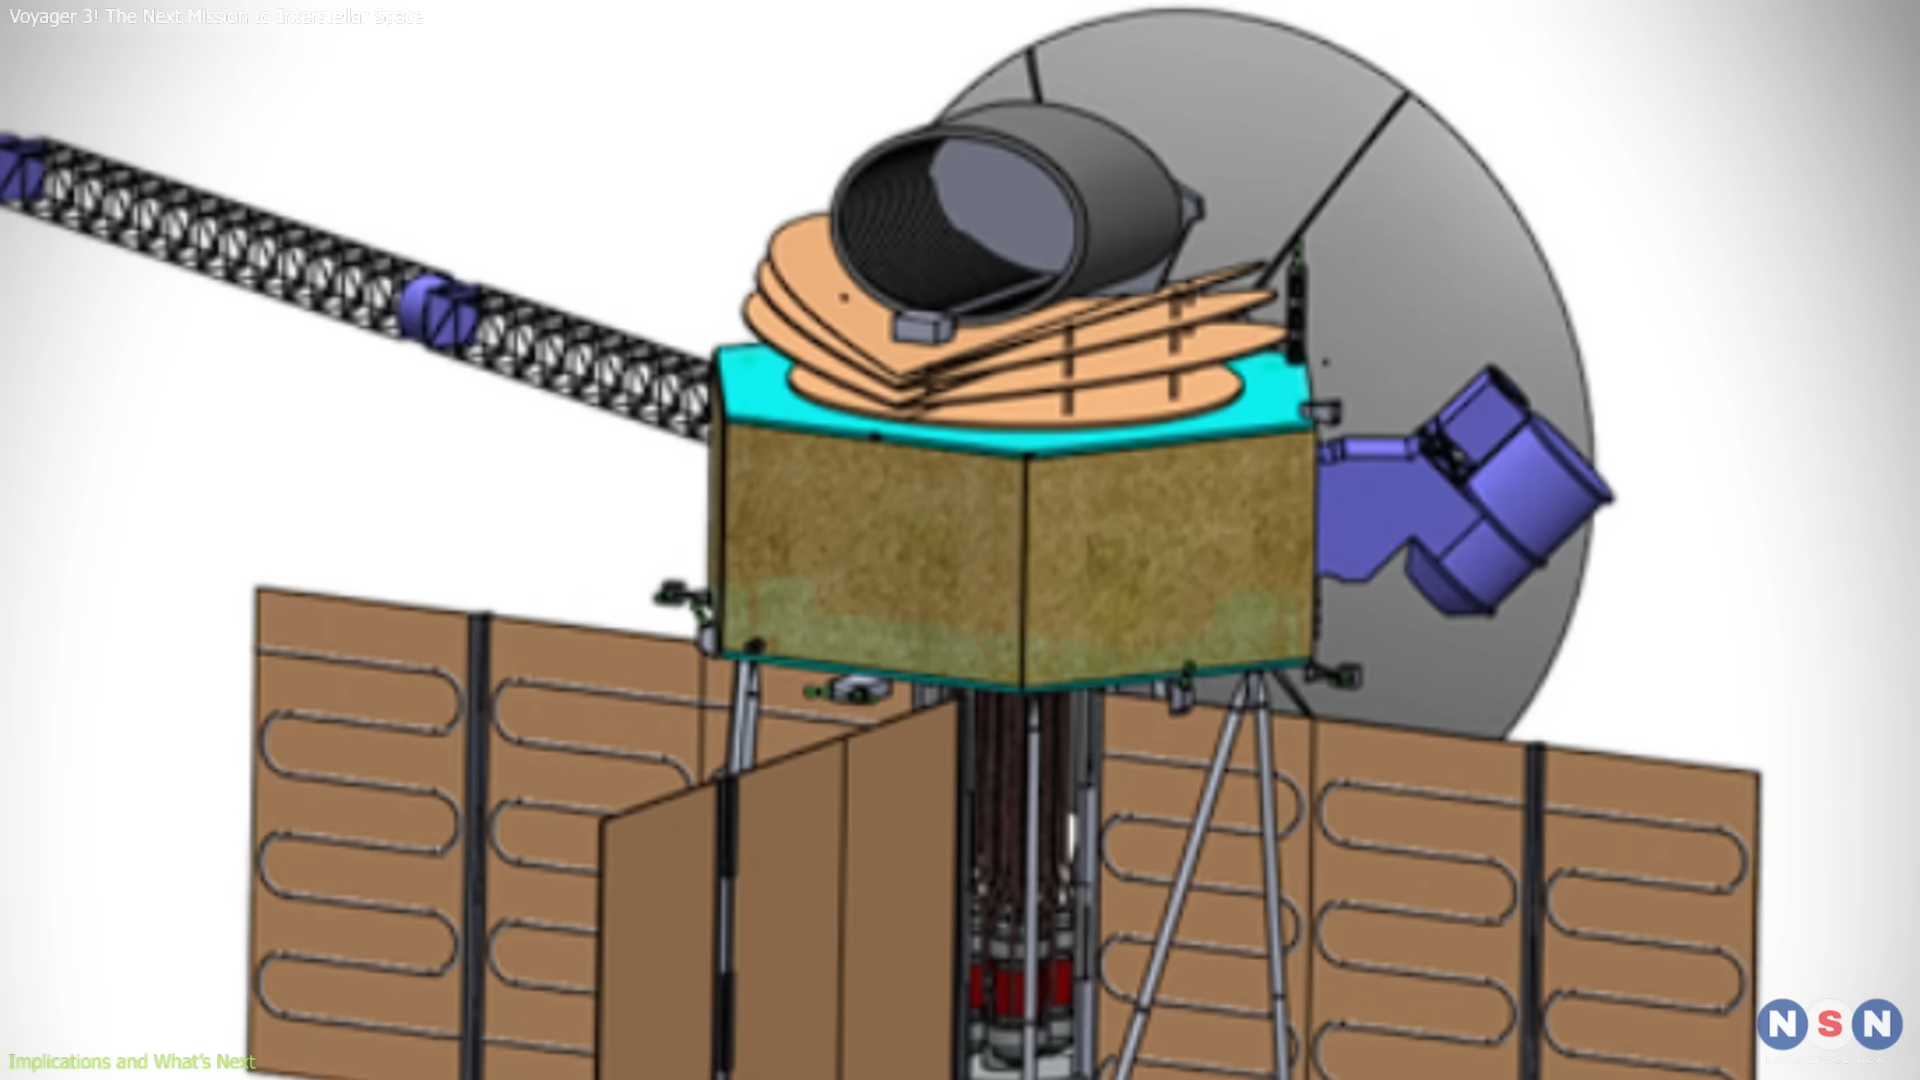 Voyager 3! The Next Mission to Interstellar Space
Implications and What's Next
NSN